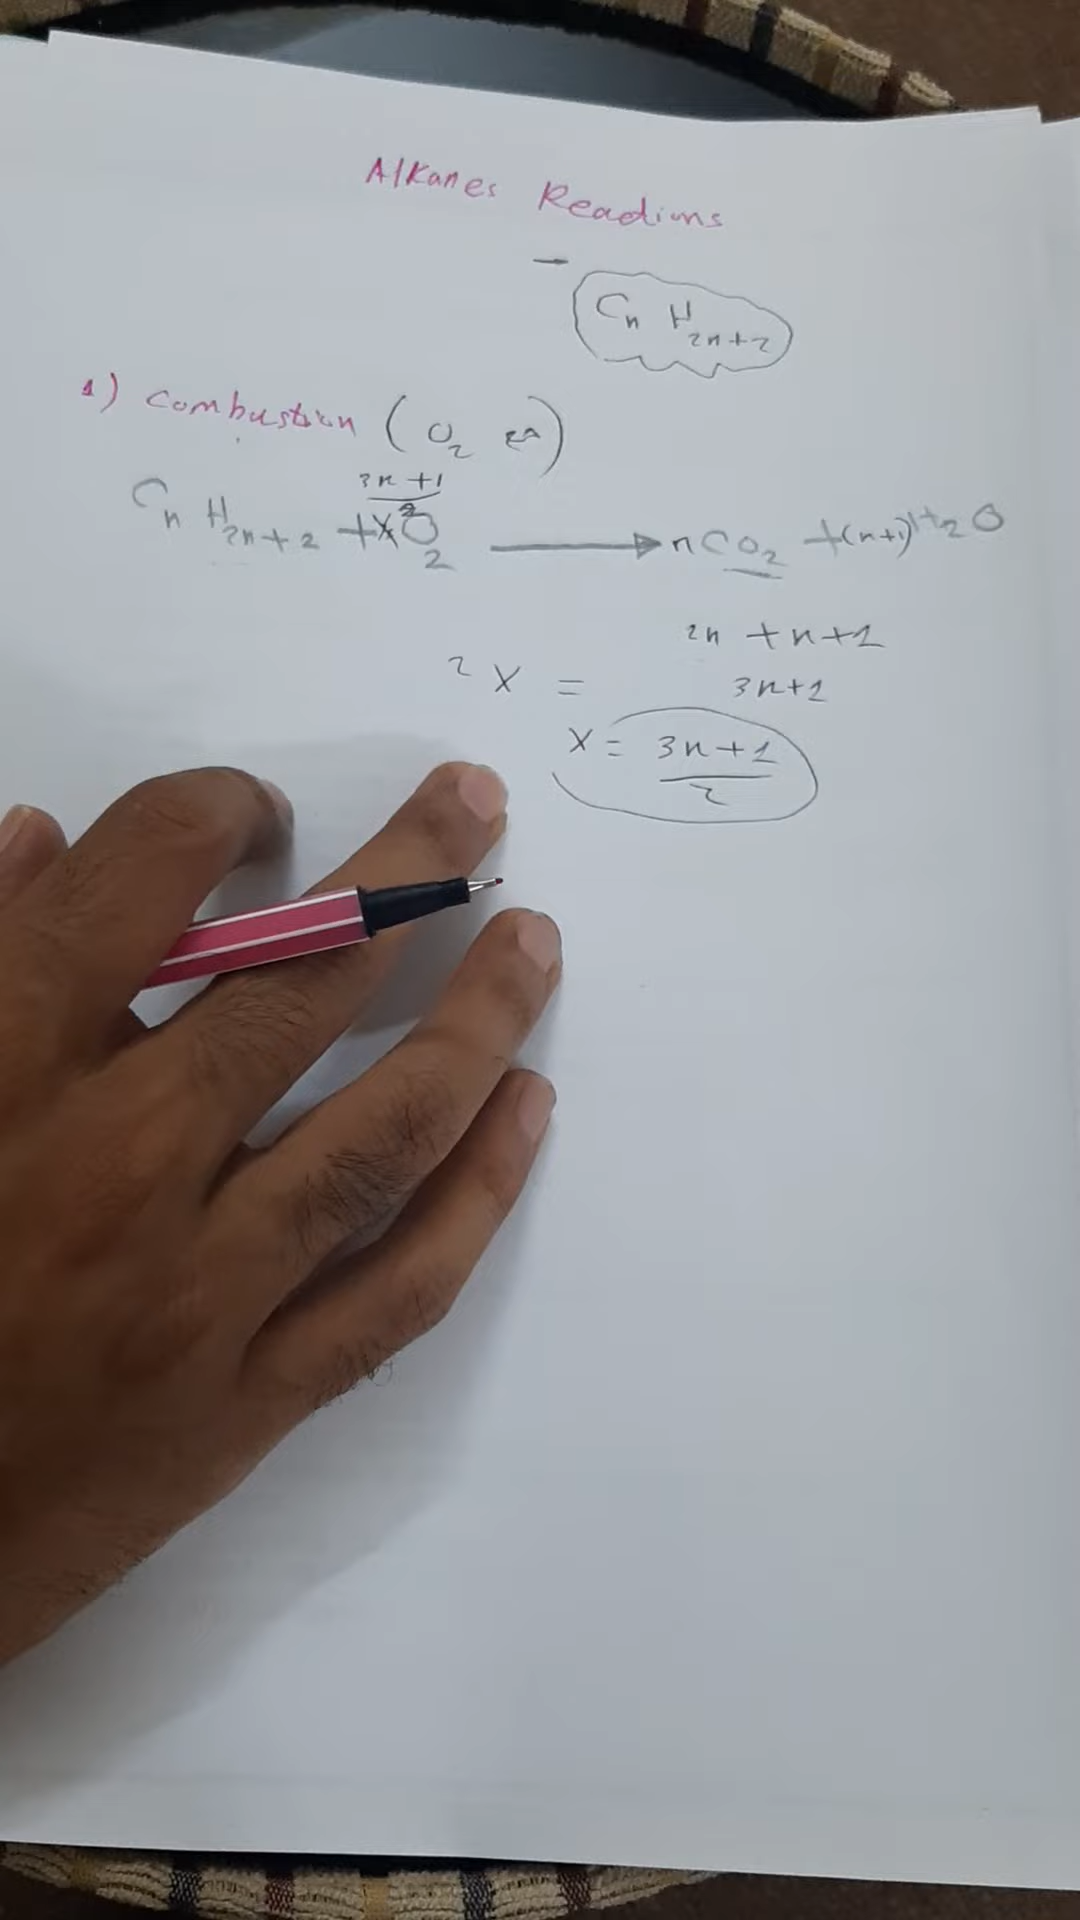 Alkanes Reactions
- CnH2n+2
1) Combustion (O2
3n+1
CnH2n+2 + X 2 O2 → nCO2 + (n+1)H2O
2n + n+1
2X = 3n+1
X = 3n+1
2